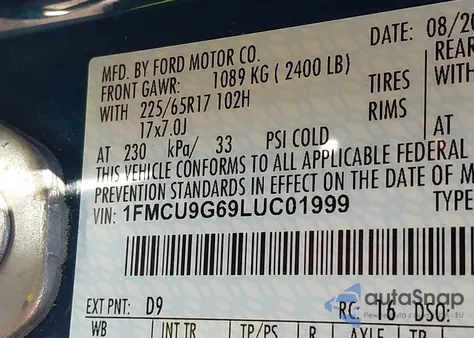 DATE: 08/20
MFD. BY FORD MOTOR CO.
FRONT GAWR: 1089 KG ( 2400 LB)
REAR
WITH 225/65R17 102H TIRES WITH
17x7.0J RIMS
AT 230 kPa/ 33 PSI COLD AT
THIS VEHICLE CONFORMS TO ALL APPLICABLE FEDERAL
PREVENTION STANDARDS IN EFFECT ON THE DATE OF M
VIN: 1FMCU9G69LUC01999 TYPE
EXT PNT: D9 RC: 16 DSO:
WB INT TR TP/PS R AXLE TR
autoSnap